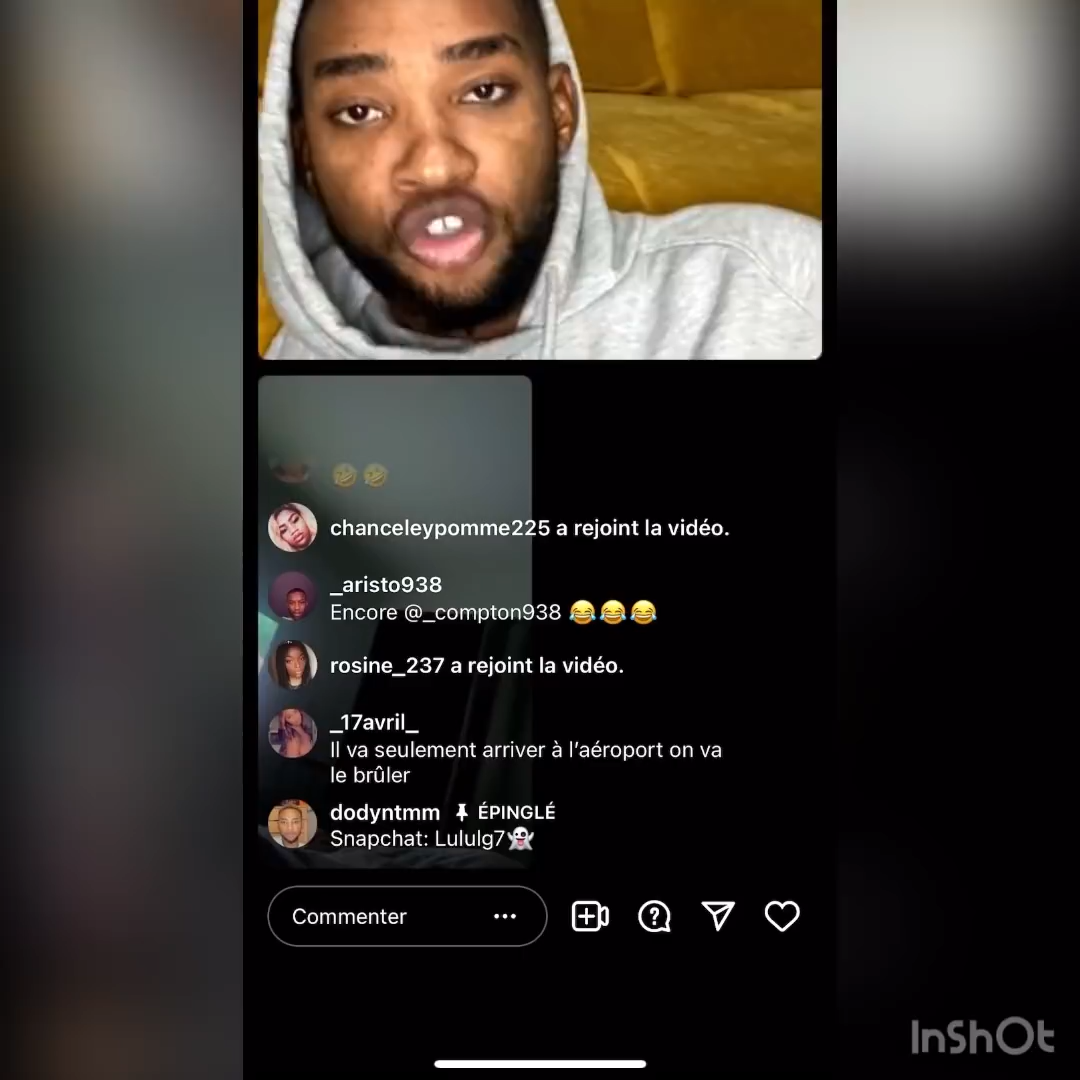 🤣🤣
chanceleypomme225 a rejoint la vidéo.
_aristo938
Encore @_compton938 😂😂😂
rosine_237 a rejoint la vidéo.
_17avril_
Il va seulement arriver à l'aéroport on va
le brûler
dodyntmm ÉPINGLÉ
Snapchat: Lululg7👻
Commenter
InShOt